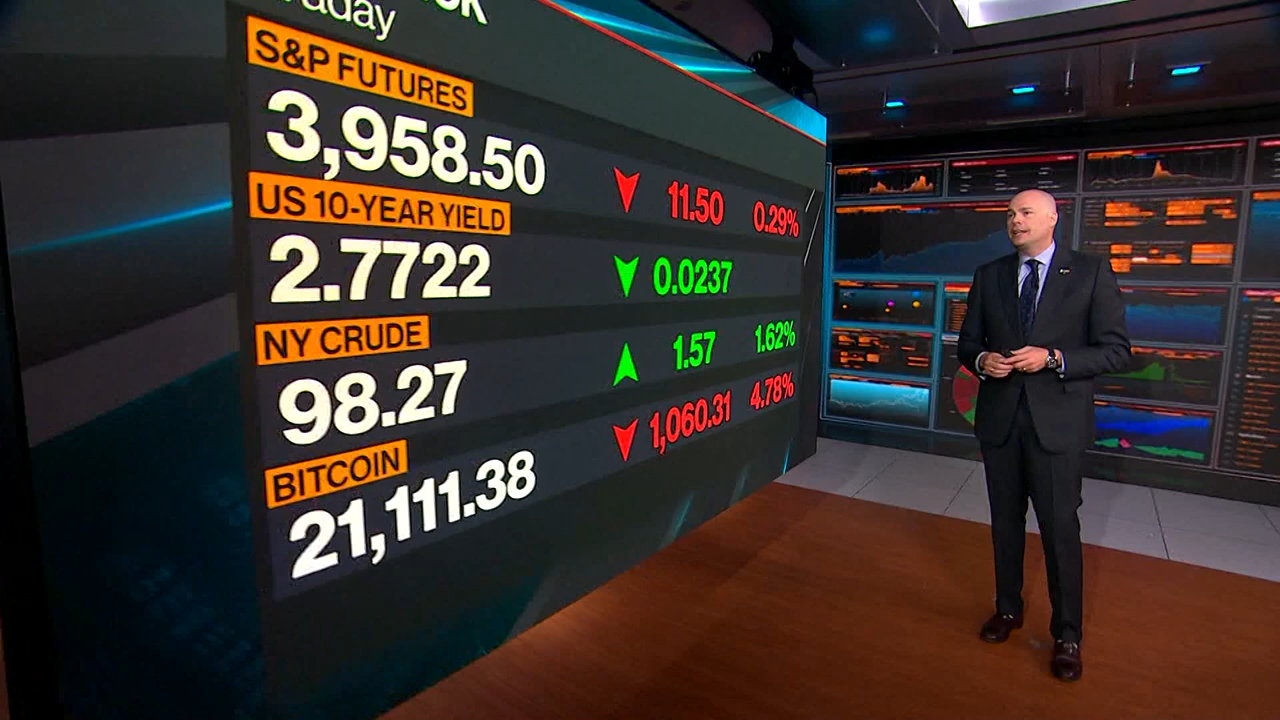 S&P FUTURES
3,958.50 11.50 0.29%
US 10-YEAR YIELD
2.7722 0.0237
NY CRUDE
98.27 1.57 1.62%
BITCOIN
21,111.38 1,060.31 4.78%